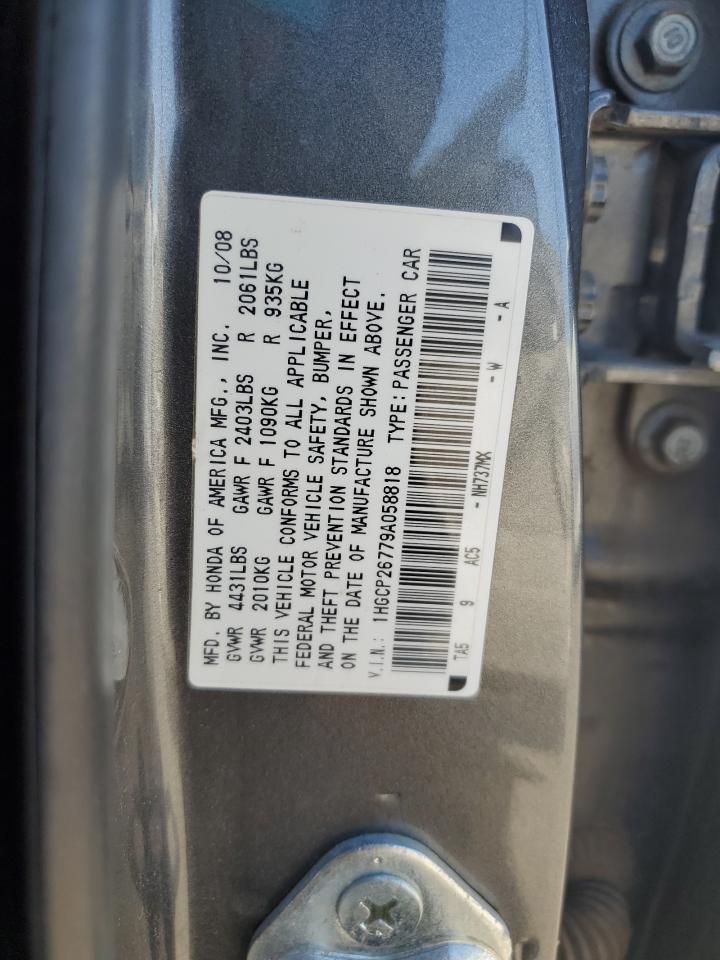 MFD. BY HONDA OF AMERICA MFG., INC. 10/08
GVWR 4431LBS GAWR F 2403LBS R 2061LBS
GVWR 2010KG GAWR F 1090KG R 935KG
THIS VEHICLE CONFORMS TO ALL APPLICABLE
FEDERAL MOTOR VEHICLE SAFETY, BUMPER,
AND THEFT PREVENTION STANDARDS IN EFFECT
ON THE DATE OF MANUFACTURE SHOWN ABOVE.
V.I.N.: 1HGCP26779A058818 TYPE:PASSENGER CAR
TA5 9 AC5 - NH737MX - W - A